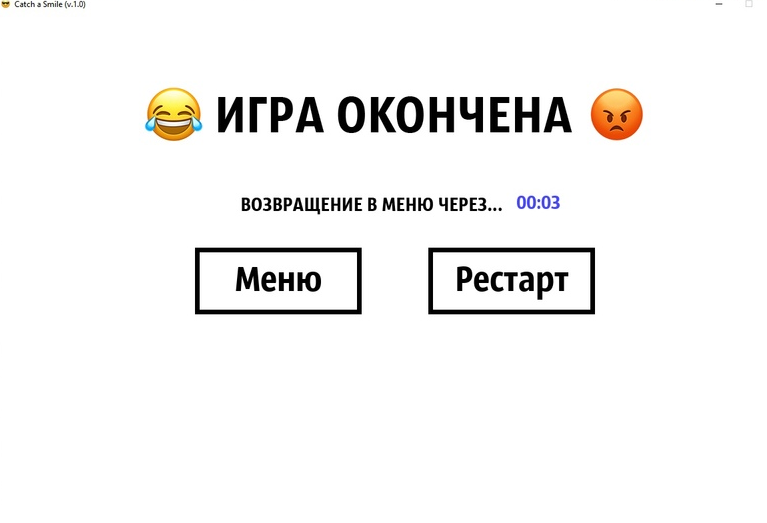 Catch a Smile (v.1.0)
ИГРА ОКОНЧЕНА
ВОЗВРАЩЕНИЕ В МЕНЮ ЧЕРЕЗ... 00:03
Меню Рестарт